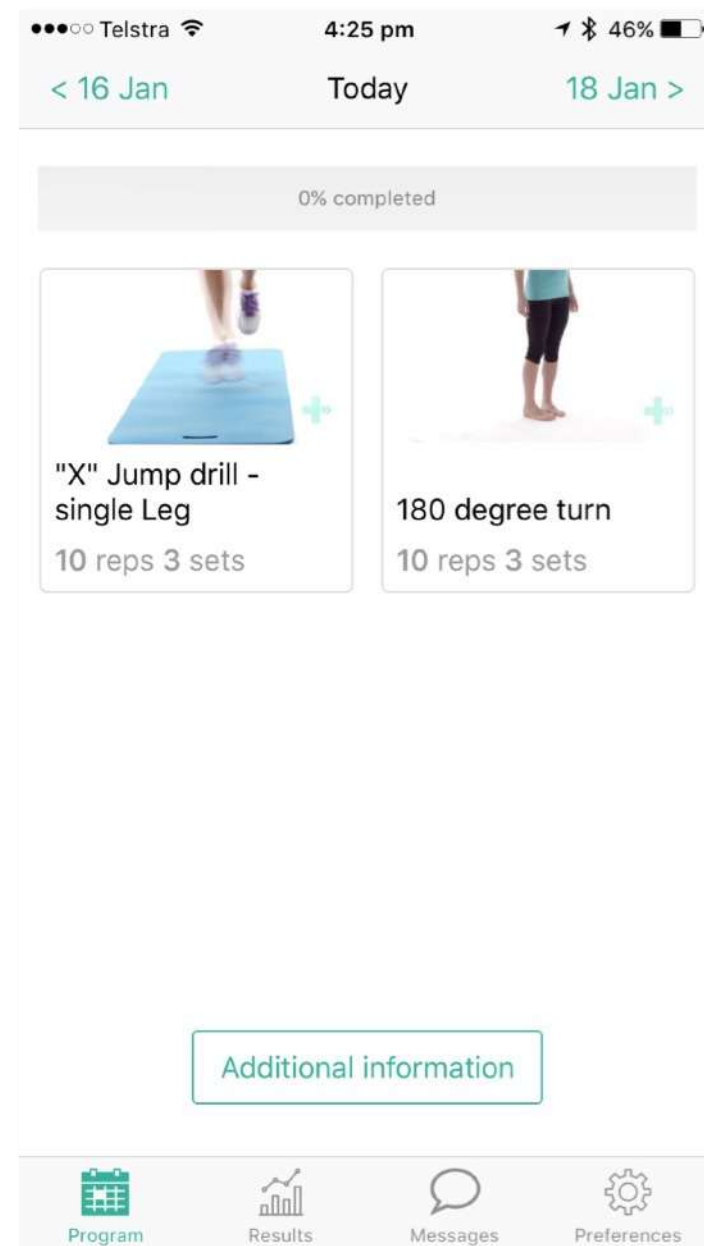 Telstra 4:25 pm 46%
< 16 Jan Today 18 Jan >
0% completed
"X" Jump drill -
single Leg
10 reps 3 sets
180 degree turn
10 reps 3 sets
Additional information
Program Results Messages Preferences